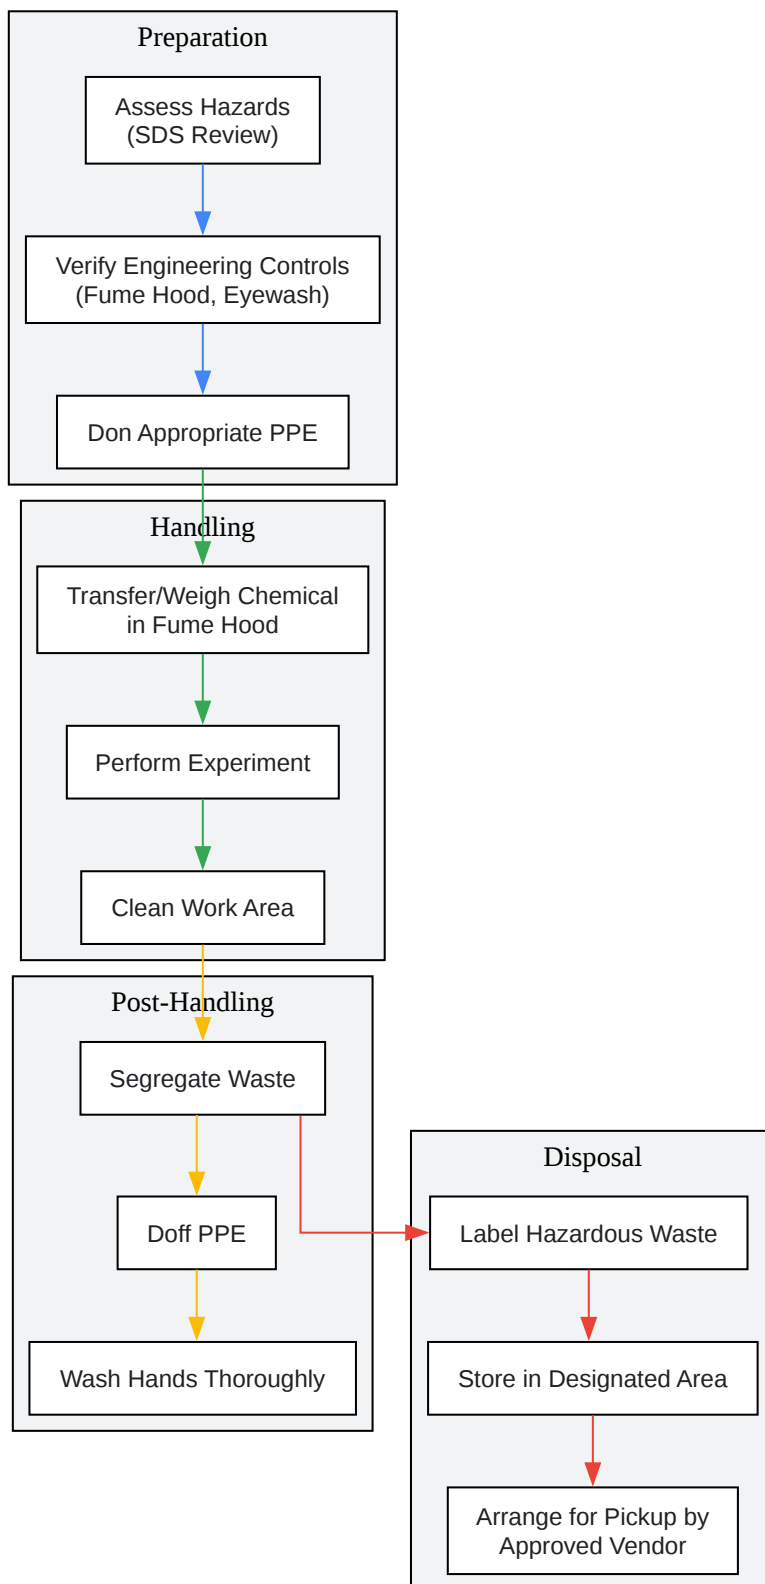 Preparation
Assess Hazards
(SDS Review)
Verify Engineering Controls
(Fume Hood, Eyewash)
Don Appropriate PPE
Handling
Transfer/Weigh Chemical
in Fume Hood
Perform Experiment
Clean Work Area
Post-Handling
Segregate Waste
Doff PPE
Wash Hands Thoroughly
Disposal
Label Hazardous Waste
Store in Designated Area
Arrange for Pickup by
Approved Vendor